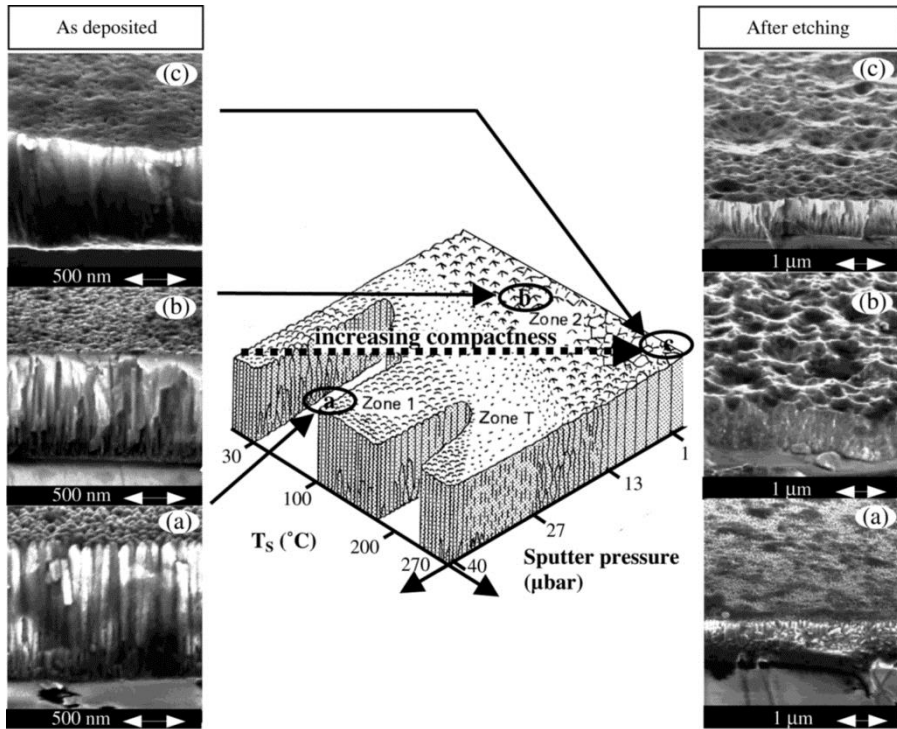 As deposited
After etching
(c)
500 nm
(b)
500 nm
(a)
500 nm
b
Zone 2
increasing compactness
c
a
Zone 1
Zone T
30
100
200
270
T_S (°C)
40
27
13
1
Sputter pressure
(μbar)
(c)
1 μm
(b)
1 μm
(a)
1 μm